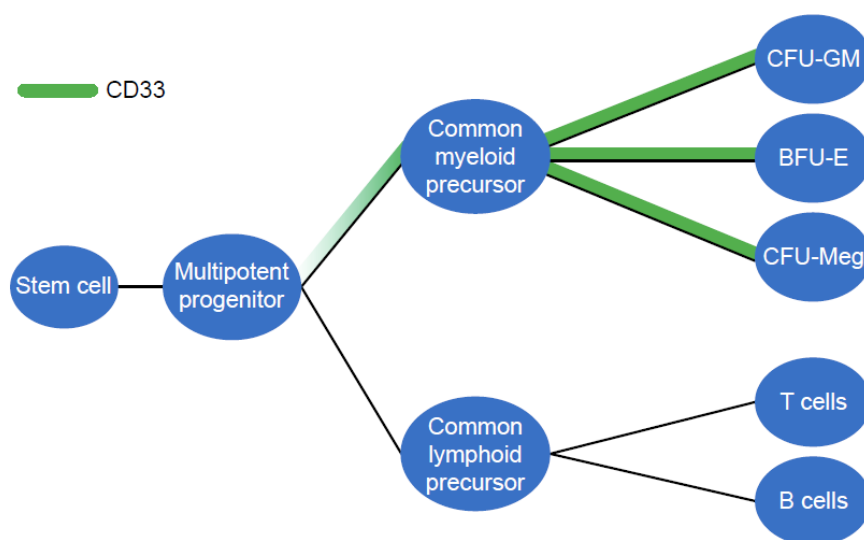 CD33
CFU-GM
Common
myeloid
precursor
BFU-E
CFU-Meg
Stem cell
Multipotent
progenitor
Common
lymphoid
precursor
T cells
B cells